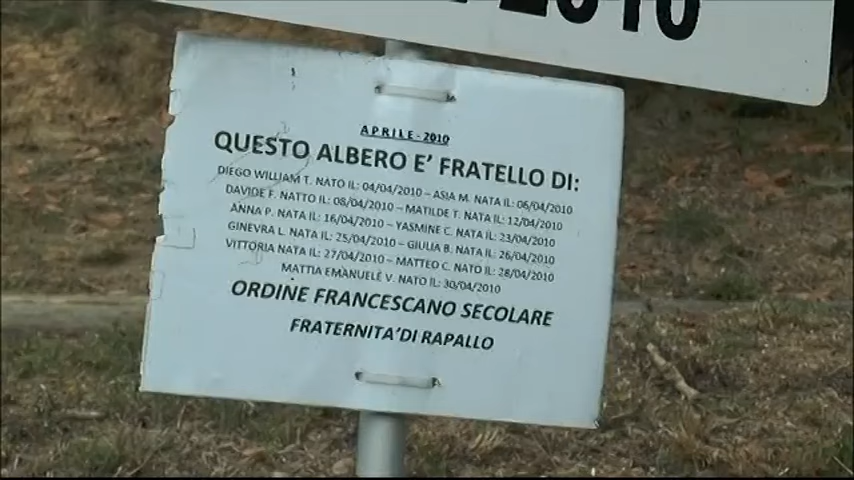 2010
APRILE-2010
QUESTO ALBERO E' FRATELLO DI:
DIEGO WILLIAM T. NATO IL: 04/04/2010 – ASIA M. NATA IL: 06/04/2010
DAVIDE F. NATTO IL: 08/04/2010 – MATILDE T. NATA IL: 12/04/2010
ANNA P. NATA IL: 16/04/2010 – YASMINE C. NATA IL: 23/04/2010
GINEVRA L. NATA IL: 25/04/2010 – GIULIA B. NATA IL: 26/04/2010
VITTORIA NATA IL: 27/04/2010 – MATTEO C. NATO IL: 28/04/2010
MATTIA EMANUELE V. NATO IL: 30/04/2010
ORDINE FRANCESCANO SECOLARE
FRATERNITA' DI RAPALLO